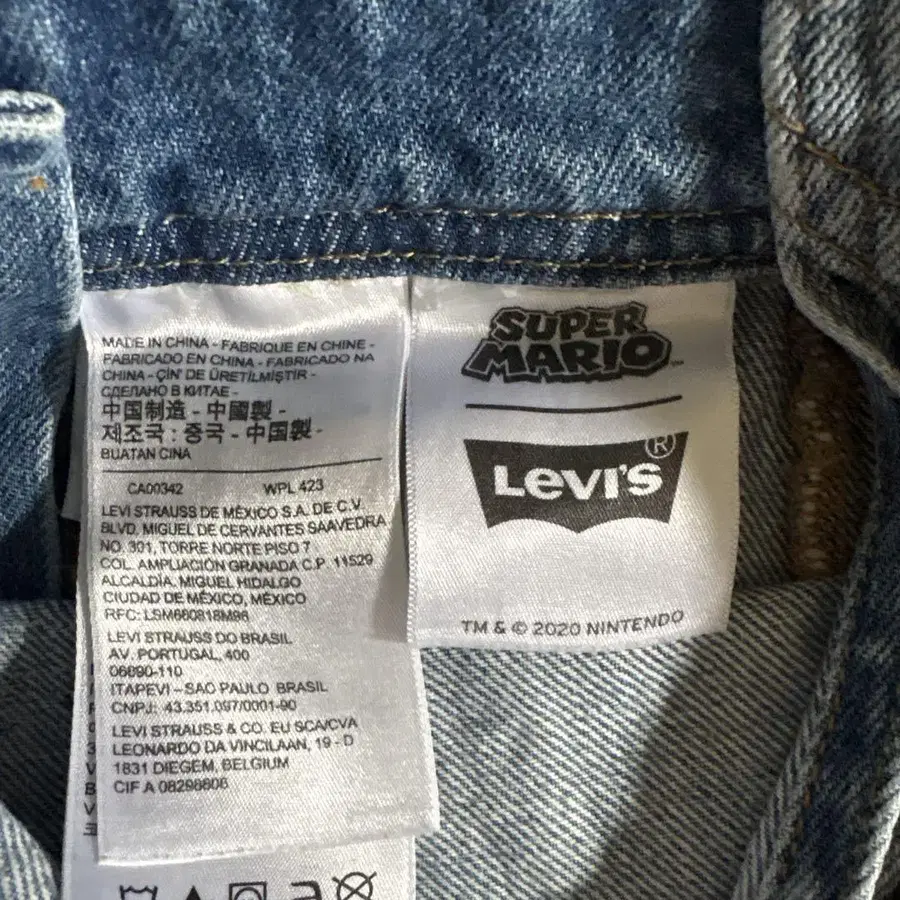 MADE IN CHINA - FABRIQUE EN CHINE -
FABRICADO EN CHINA - FABRICADO NA
CHINA - ÇİN'DE ÜRETİLMİŞTİR -
СДЕЛАНО В КИТАЕ -
中国制造 - 中國製 -
제조국 : 중국 - 中国製 -
BUATAN CINA
CA00342 WPL 423
LEVI STRAUSS DE MÉXICO S.A. DE C.V.
BLVD. MIGUEL DE CERVANTES SAAVEDRA
NO. 301, TORRE NORTE PISO 7
COL. AMPLIACIÓN GRANADA C.P. 11529
ALCALDÍA. MIGUEL HIDALGO
CIUDAD DE MÉXICO, MÉXICO
RFC: LSM660818M96
LEVI STRAUSS DO BRASIL
AV. PORTUGAL, 400
06690-110
ITAPEVI – SAO PAULO BRASIL
CNPJ: 43.351.097/0001-90
LEVI STRAUSS & CO. EU SCA/CVA
LEONARDO DA VINCILAAN, 19 - D
1831 DIEGEM, BELGIUM
CIF A 08298606
SUPER
MARIO™
Levi's®
TM & © 2020 NINTENDO